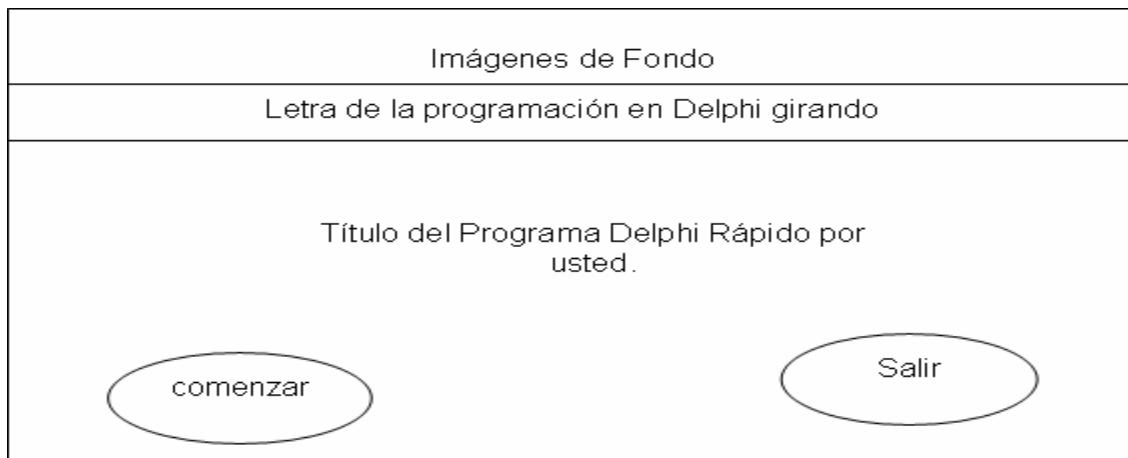 Imágenes de Fondo
Letra de la programación en Delphi girando
Título del Programa Delphi Rápido por
usted.
comenzar
Salir